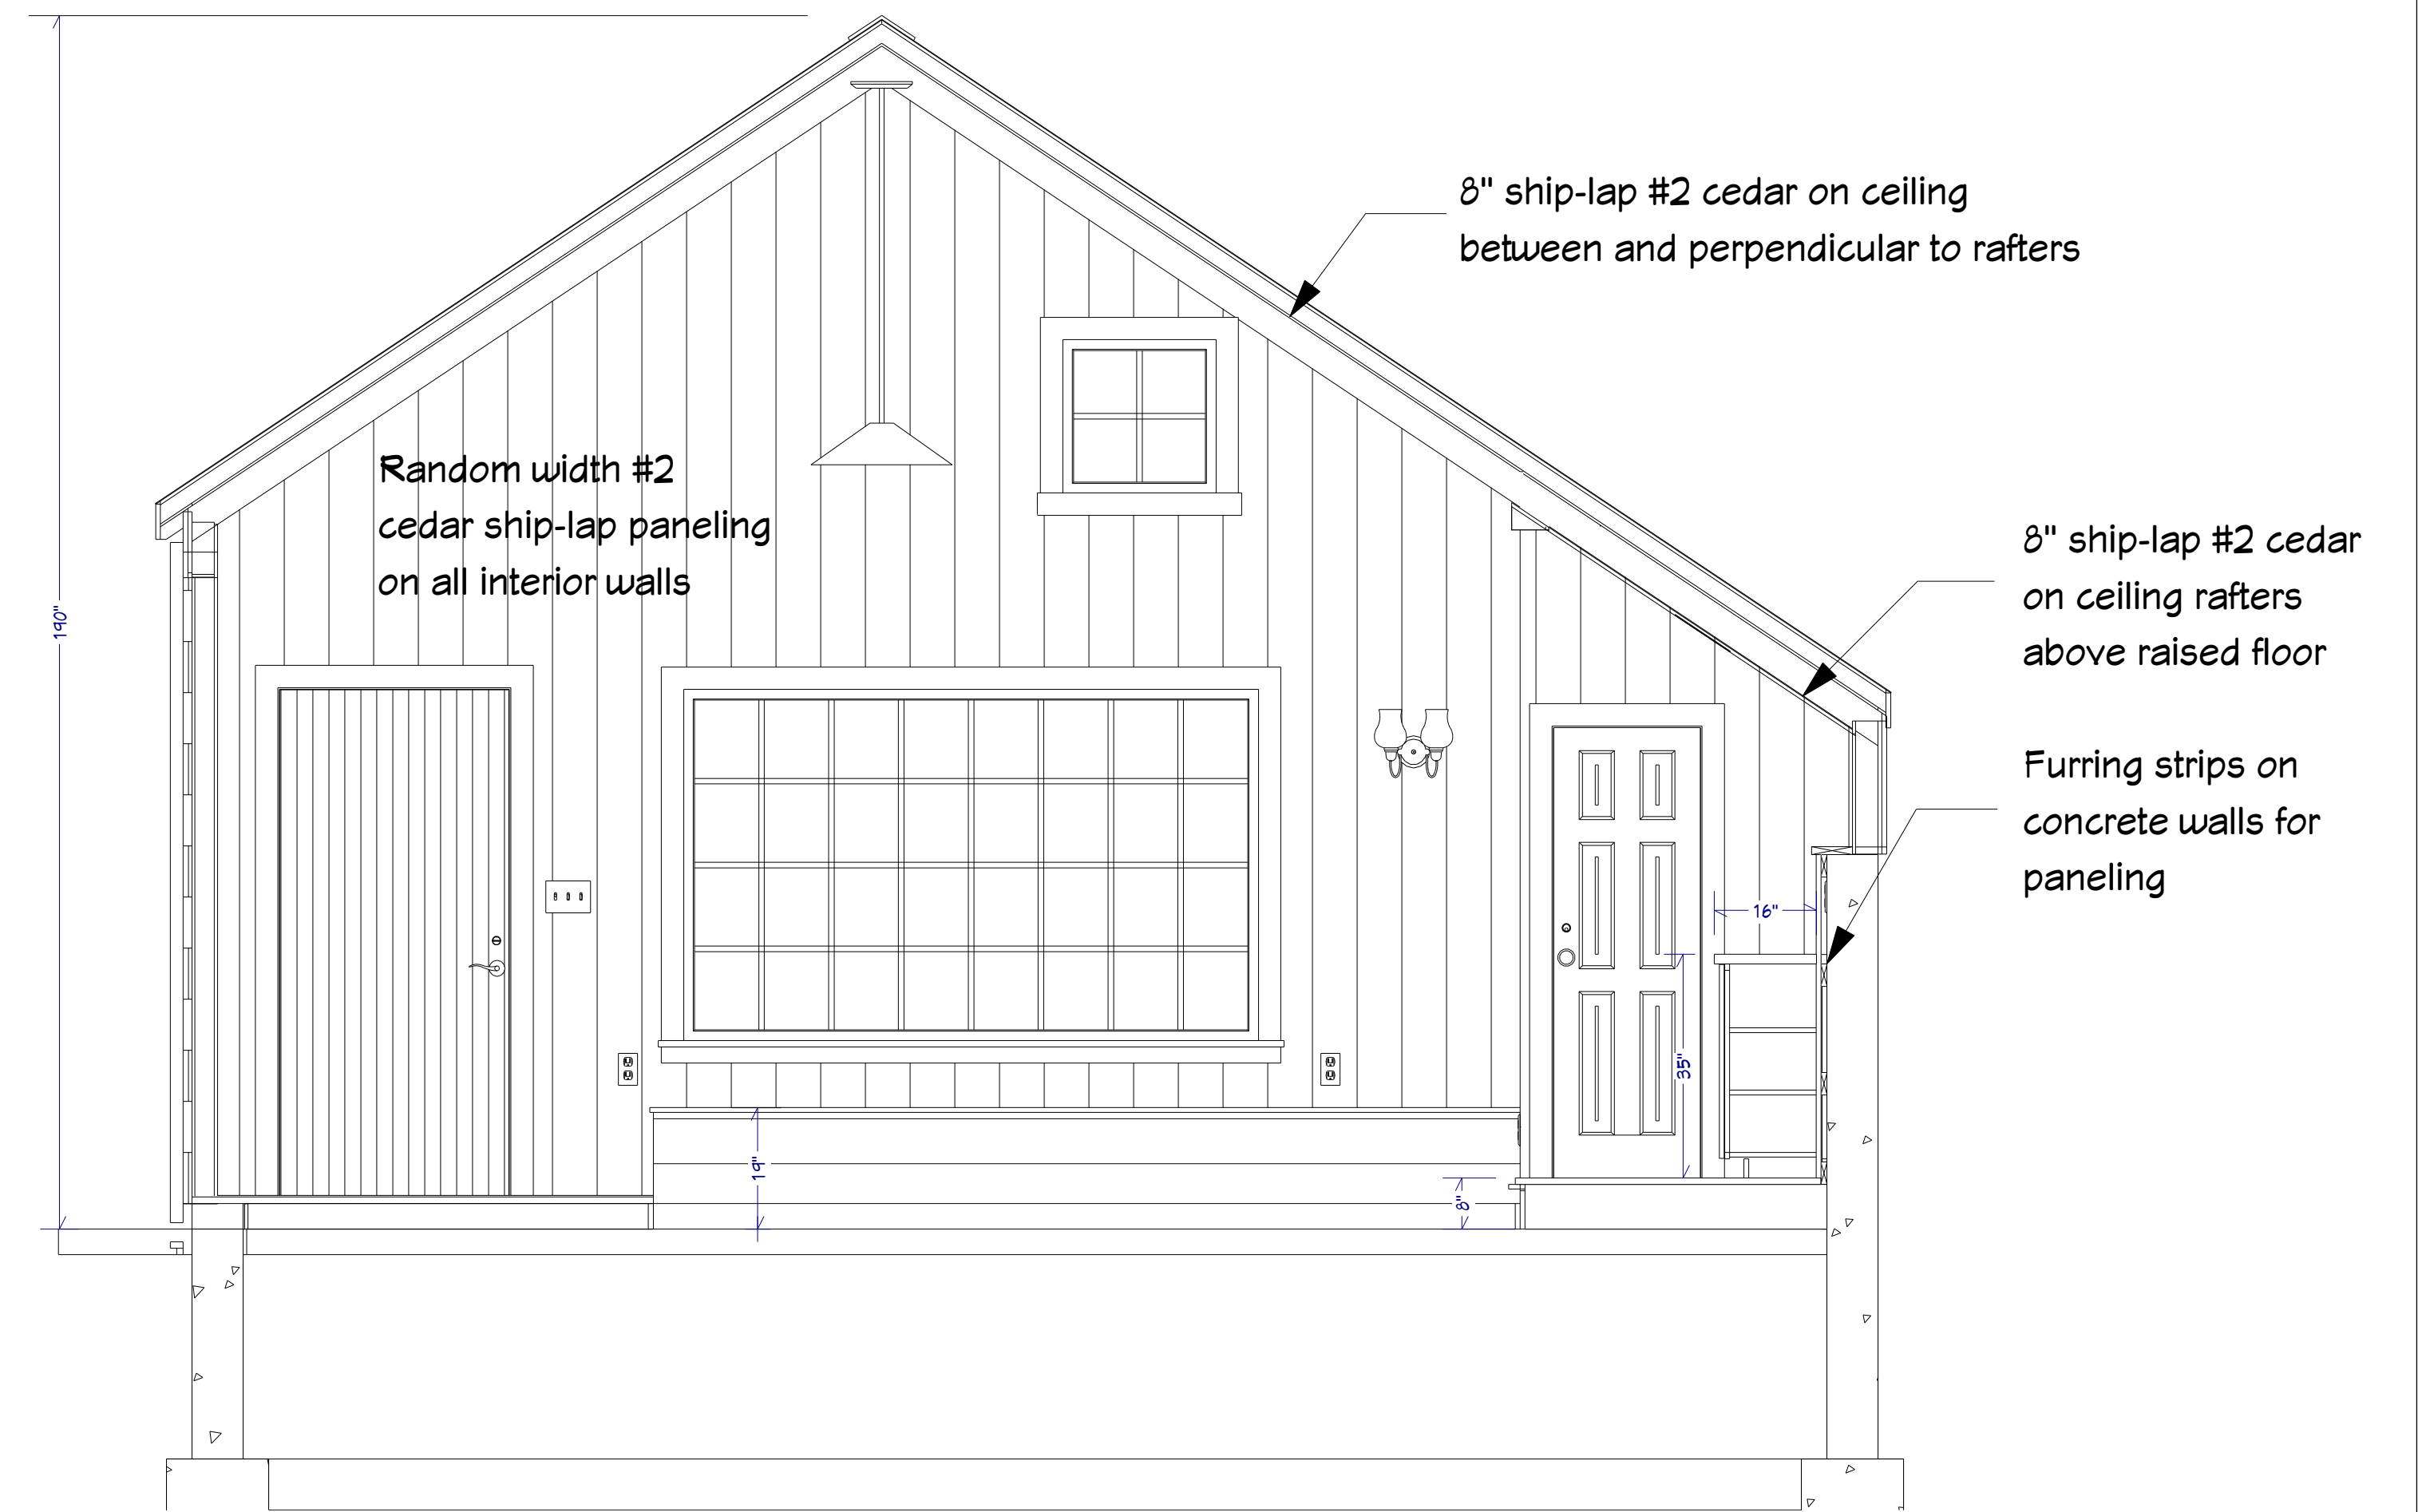 8" ship-lap #2 cedar on ceiling
between and perpendicular to rafters
Random width #2
cedar ship-lap paneling
on all interior walls
8" ship-lap #2 cedar
on ceiling rafters
above raised floor
190"
Furring strips on
concrete walls for
paneling
16"
35"
19"
8"